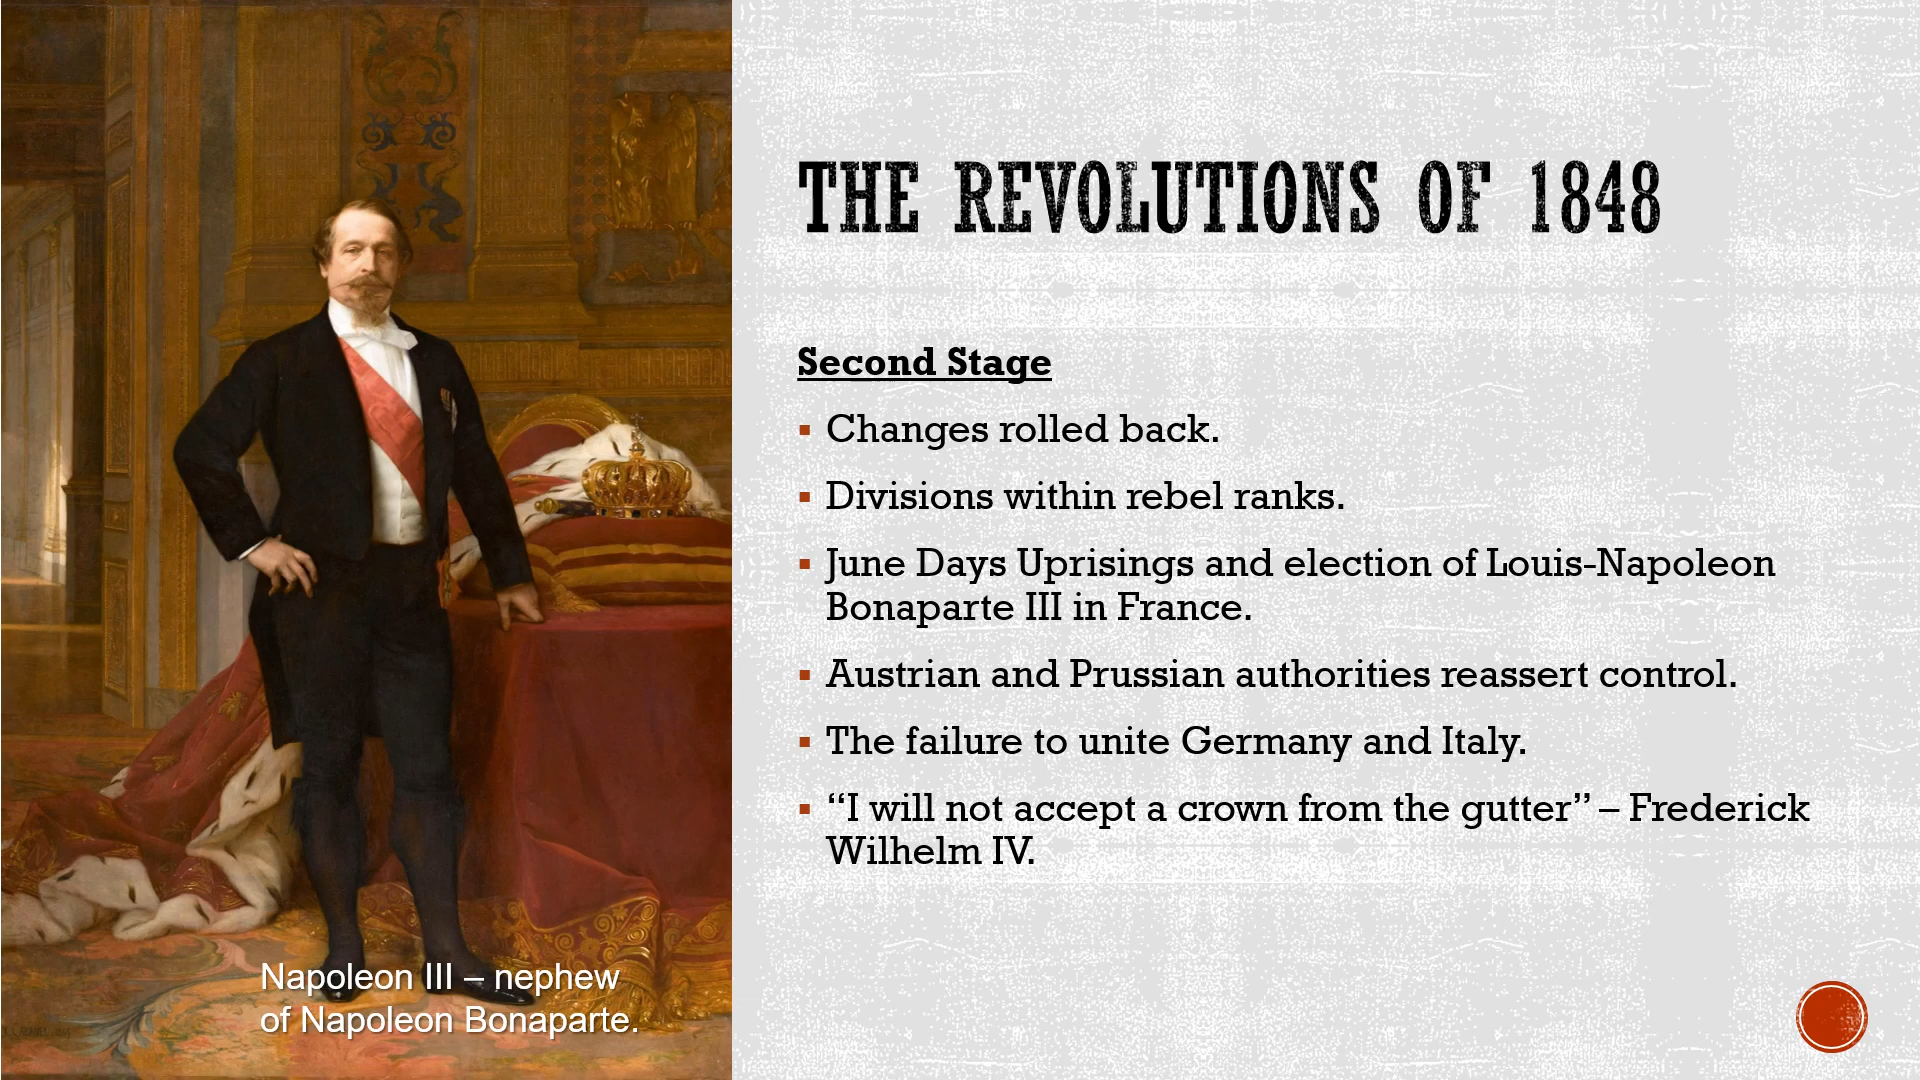 THE REVOLUTIONS OF 1848
Second Stage
▪ Changes rolled back.
▪ Divisions within rebel ranks.
▪ June Days Uprisings and election of Louis-Napoleon
Bonaparte III in France.
▪ Austrian and Prussian authorities reassert control.
▪ The failure to unite Germany and Italy.
▪ “I will not accept a crown from the gutter” – Frederick
Wilhelm IV.
Napoleon III – nephew
of Napoleon Bonaparte.